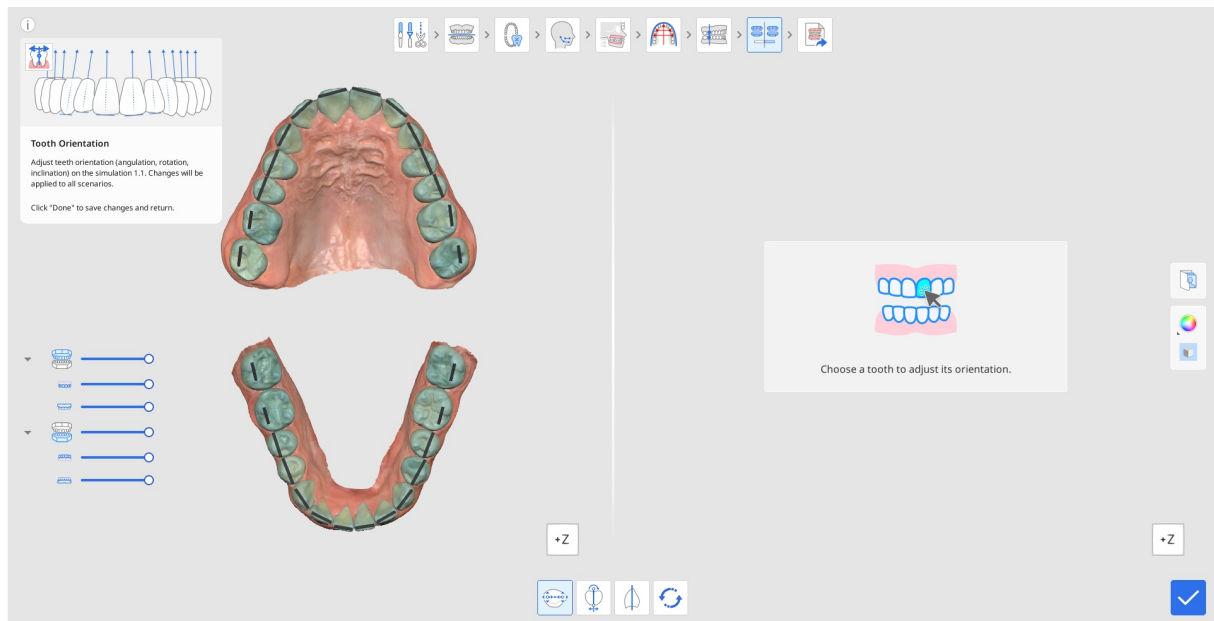 i
Tooth Orientation
Adjust teeth orientation (angulation, rotation,
inclination) on the simulation 1.1. Changes will be
applied to all scenarios.
Click "Done" to save changes and return.
Choose a tooth to adjust its orientation.
+Z
+Z